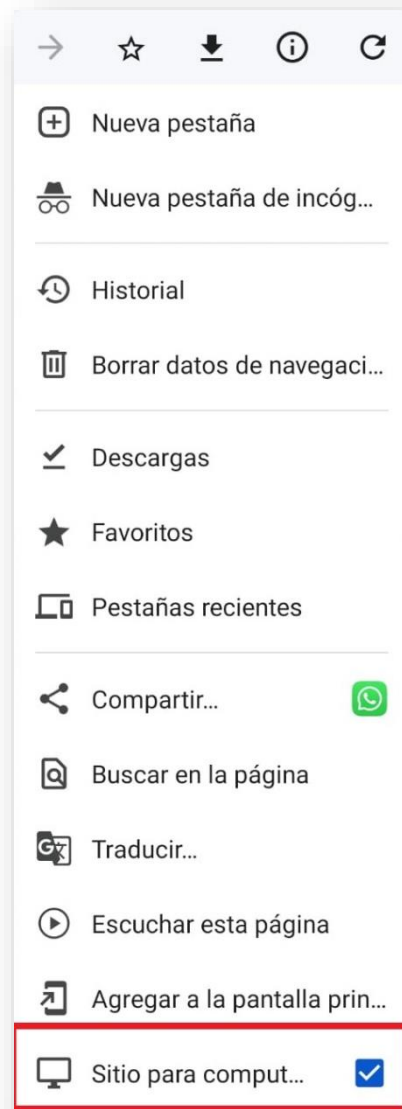 Nueva pestaña
Nueva pestaña de incóg...
Historial
Borrar datos de navegaci...
Descargas
Favoritos
Pestañas recientes
Compartir...
Buscar en la página
Traducir...
Escuchar esta página
Agregar a la pantalla prin...
Sitio para comput...